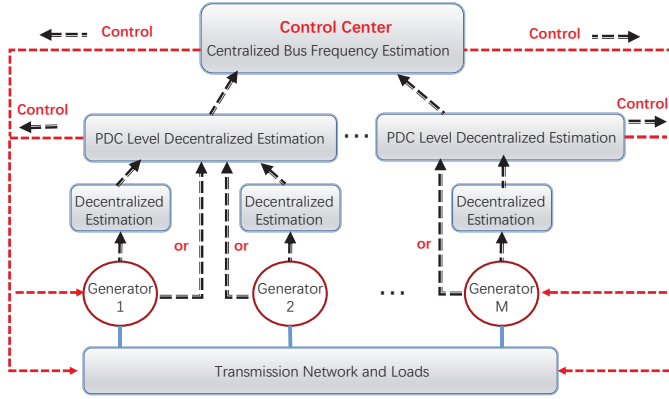 Control Center
Centralized Bus Frequency Estimation
Control
Control
Control
Control
PDC Level Decentralized Estimation
...
PDC Level Decentralized Estimation
Decentralized
Estimation
Decentralized
Estimation
Decentralized
Estimation
or
or
or
Generator
1
Generator
2
...
Generator
M
Transmission Network and Loads